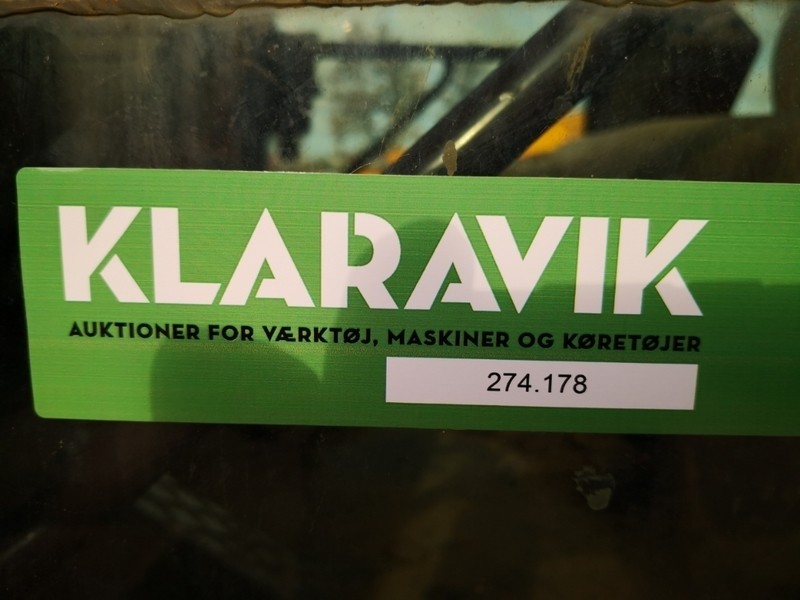 KLARAVIK
AUKTIONER FOR VÆRKTØJ, MASKINER OG KØRETØJER
274.178